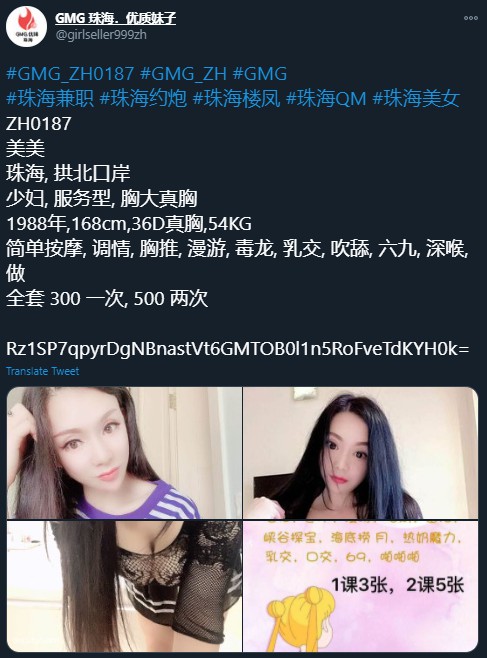 GMG 珠海．优质妹子
@girlseller999zh
#GMG_ZH0187 #GMG_ZH #GMG
#珠海兼职 #珠海约炮 #珠海楼凤 #珠海QM #珠海美女
ZH0187
美美
珠海, 拱北口岸
少妇, 服务型, 胸大真胸
1988年,168cm,36D真胸,54KG
简单按摩, 调情, 胸推, 漫游, 毒龙, 乳交, 吹舔, 六九, 深喉,
做
全套 300 一次, 500 两次
Rz1SP7qpyrDgNBnastVt6GMTOB0l1n5RoFveTdKYH0k=
Translate Tweet
峡谷探宝，海底捞月，热奶魔力，
乳交，口交，69，啪啪啪
1课3张，2课5张